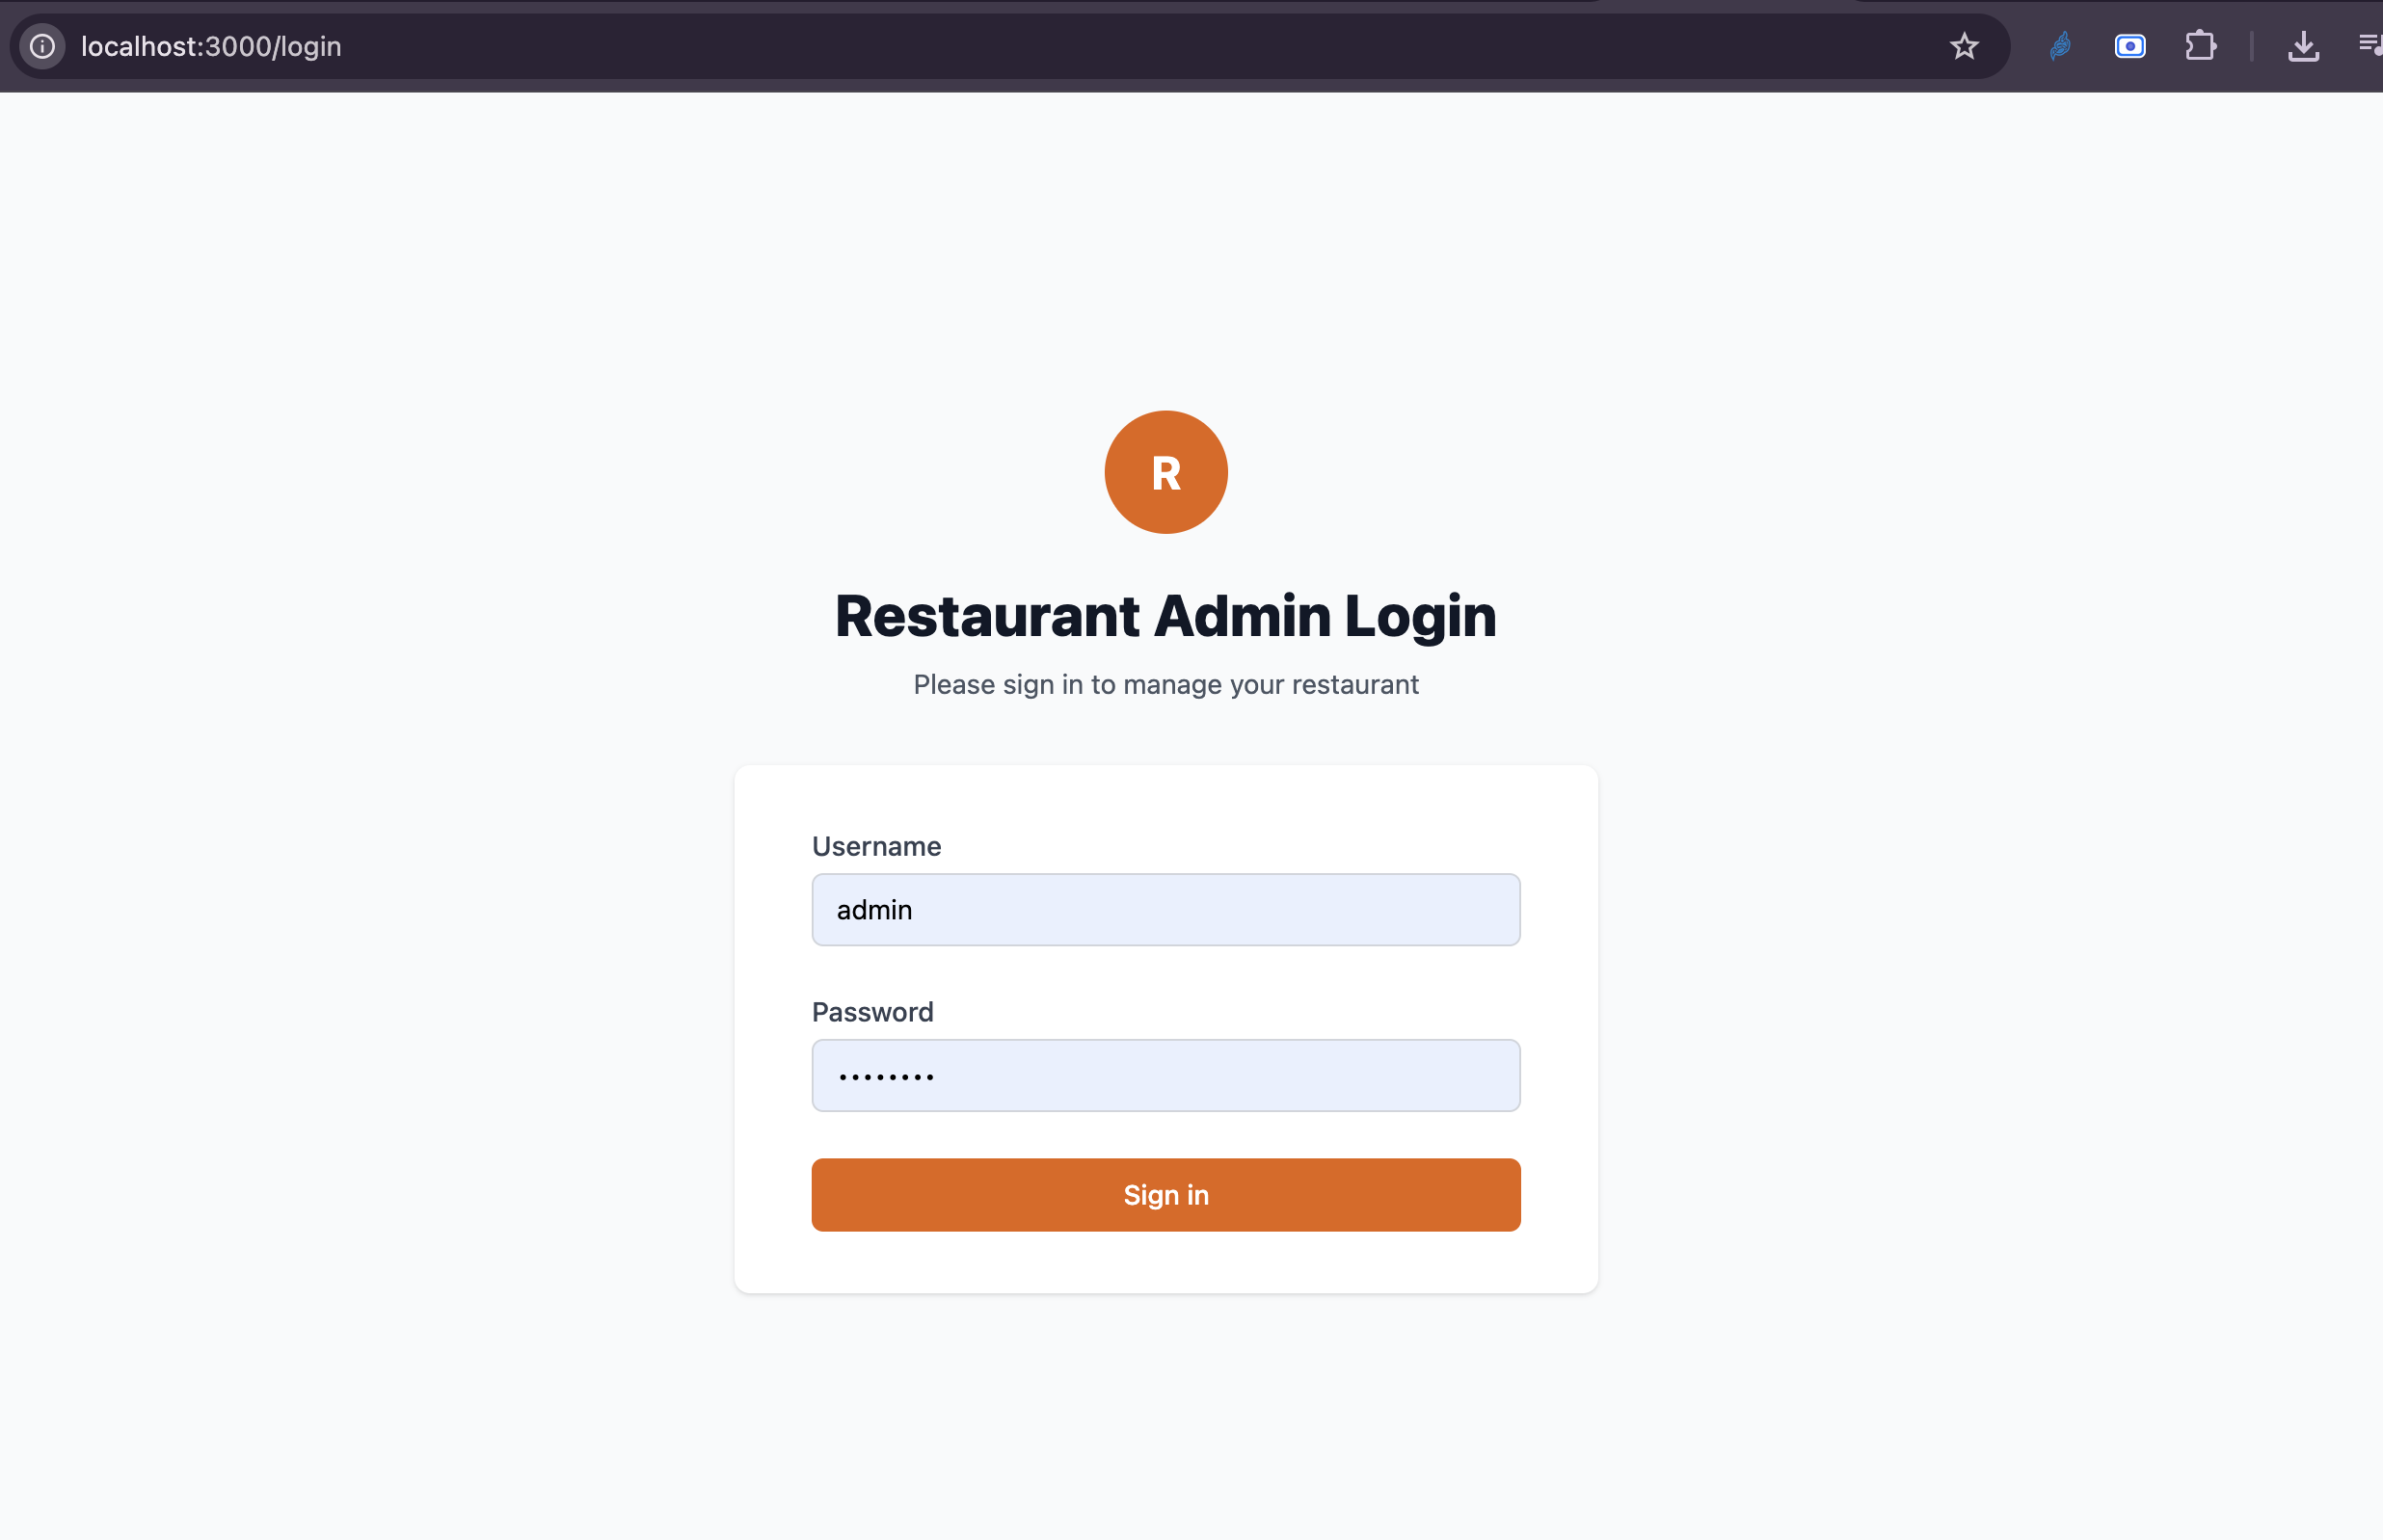 localhost:3000/login
R
Restaurant Admin Login
Please sign in to manage your restaurant
Username
admin
Password
••••••••
Sign in